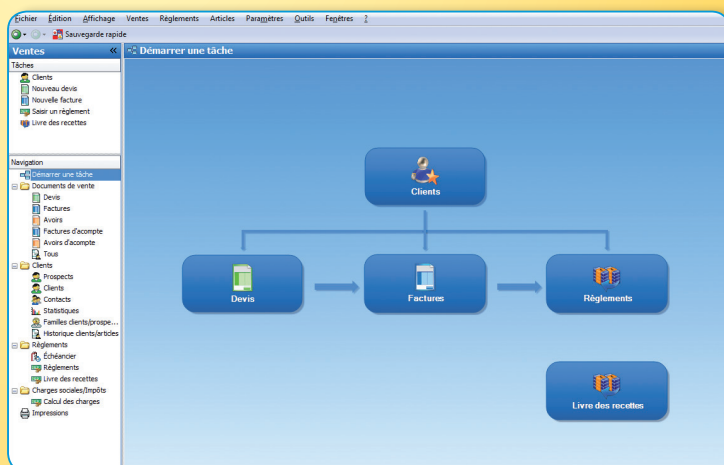 Fichier Édition Affichage Ventes Règlements Articles Paramètres Outils Fenêtres ?
Sauvegarde rapide
Ventes «
Démarrer une tâche
Tâches
Clients
Nouveau devis
Nouvelle facture
Saisir un règlement
Livre des recettes
Navigation
Démarrer une tâche
Documents de vente
Devis
Factures
Avoirs
Factures d'acompte
Avoirs d'acompte
Tous
Clients
Prospects
Clients
Contacts
Statistiques
Familles clients/prospe...
Historique clients/articles
Règlements
Échéancier
Règlements
Livre des recettes
Charges sociales/Impôts
Calcul des charges
Impressions
Clients
Devis
Factures
Règlements
Livre des recettes